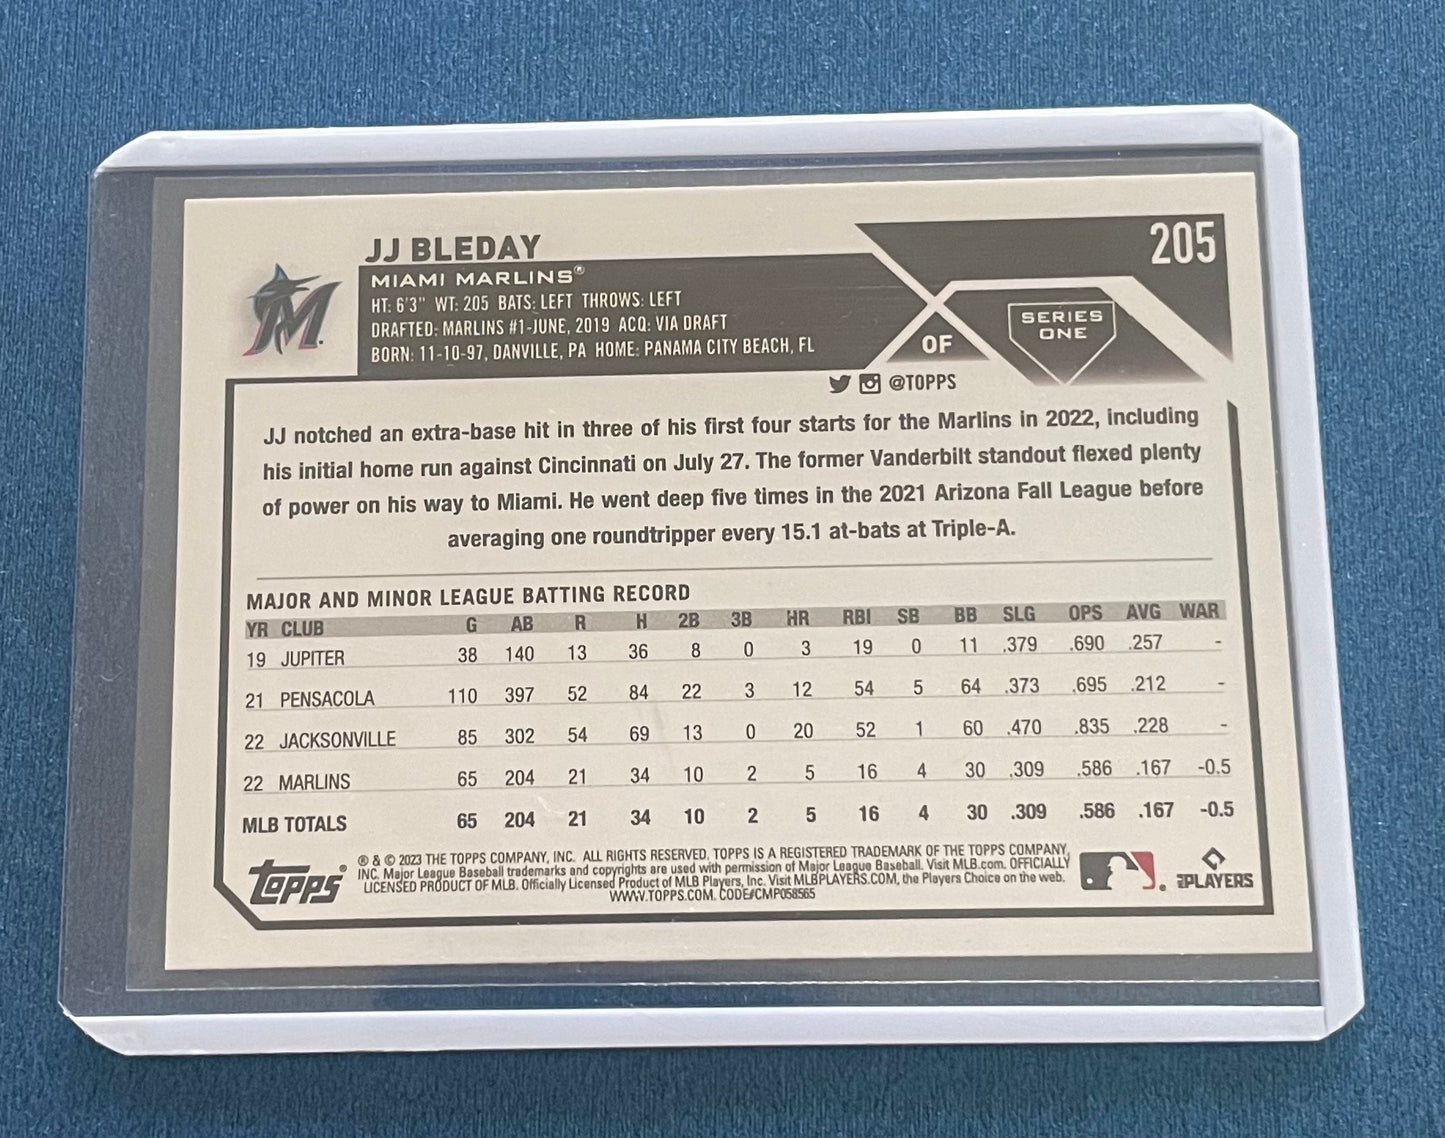 JJ BLEDAY
205
MIAMI MARLINS®
HT: 6'3" WT: 205 BATS: LEFT THROWS: LEFT
DRAFTED: MARLINS #1-JUNE, 2019 ACQ: VIA DRAFT
BORN: 11-10-97, DANVILLE, PA HOME: PANAMA CITY BEACH, FL
OF
SERIES
ONE
@TOPPS
JJ notched an extra-base hit in three of his first four starts for the Marlins in 2022, including
his initial home run against Cincinnati on July 27. The former Vanderbilt standout flexed plenty
of power on his way to Miami. He went deep five times in the 2021 Arizona Fall League before
averaging one roundtripper every 15.1 at-bats at Triple-A.
MAJOR AND MINOR LEAGUE BATTING RECORD
YR CLUB G AB R H 2B 3B HR RBI SB BB SLG OPS AVG WAR
19 JUPITER 38 140 13 36 8 0 3 19 0 11 .379 .690 .257 -
21 PENSACOLA 110 397 52 84 22 3 12 54 5 64 .373 .695 .212 -
22 JACKSONVILLE 85 302 54 69 13 0 20 52 1 60 .470 .835 .228 -
22 MARLINS 65 204 21 34 10 2 5 16 4 30 .309 .586 .167 -0.5
MLB TOTALS 65 204 21 34 10 2 5 16 4 30 .309 .586 .167 -0.5
Topps®
® & © 2023 THE TOPPS COMPANY, INC. ALL RIGHTS RESERVED. TOPPS IS A REGISTERED TRADEMARK OF THE TOPPS COMPANY,
INC. Major League Baseball trademarks and copyrights are used with permission of Major League Baseball. Visit MLB.com. OFFICIALLY
LICENSED PRODUCT OF MLB. Officially Licensed Product of MLB Players, Inc. Visit MLBPLAYERS.COM, the Players Choice on the web.
WWW.TOPPS.COM. CODE#CMP058565
PLAYERS